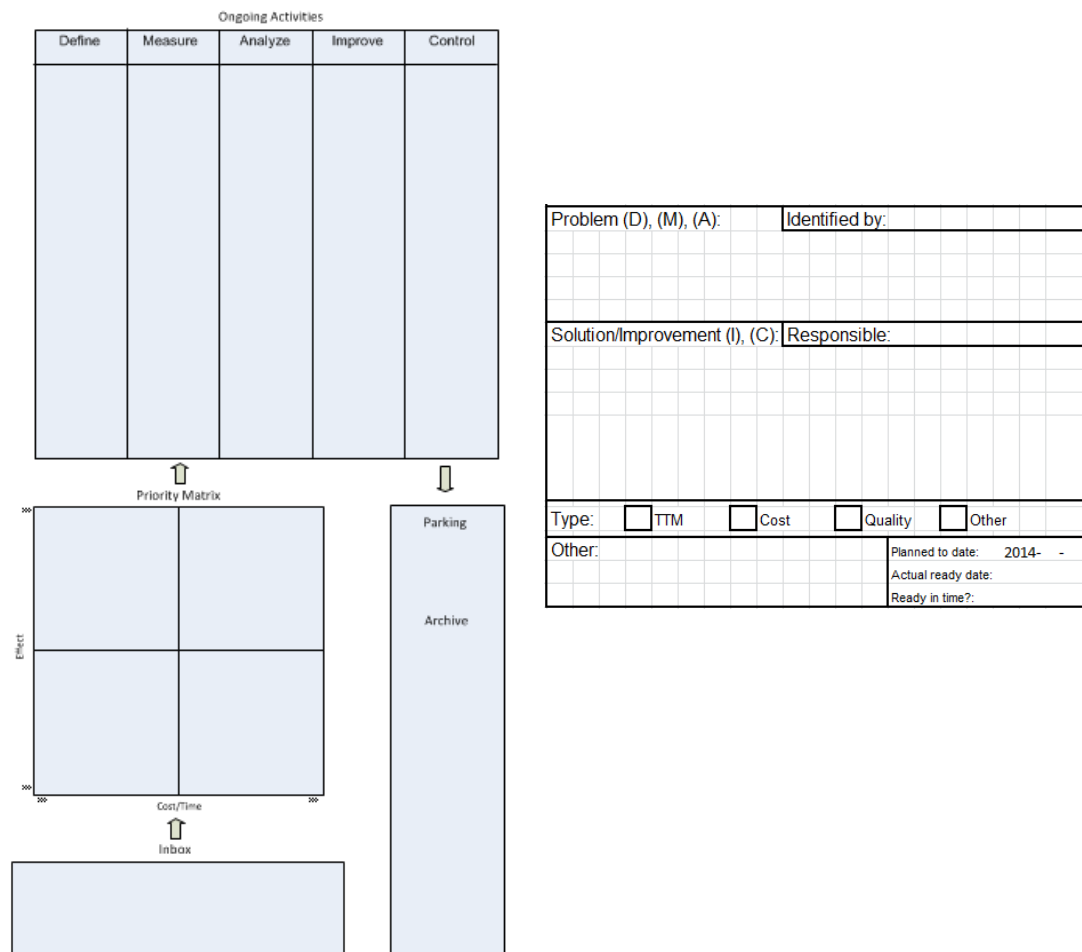 Ongoing Activities
Define Measure Analyze Improve Control
Priority Matrix
Effect
Cost/Time
Inbox
Parking
Archive
Problem (D), (M), (A): Identified by:
Solution/Improvement (I), (C): Responsible:
Type: TTM Cost Quality Other
Other:
Planned to date: 2014- -
Actual ready date:
Ready in time?: